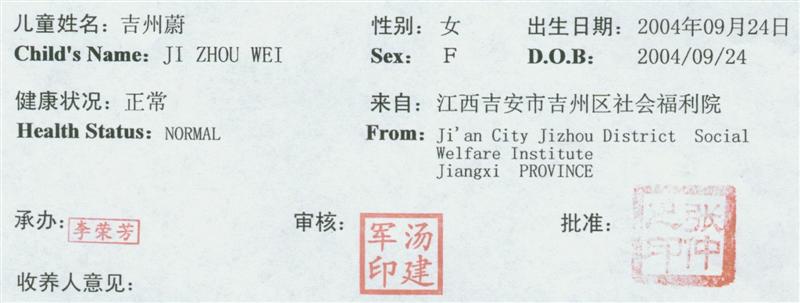 儿童姓名：吉州蔚 性别：女 出生日期：2004年09月24日
Child's Name：JI ZHOU WEI Sex： F D.O.B： 2004/09/24
健康状况：正常 来自：江西吉安市吉州区社会福利院
Health Status：NORMAL From：Ji'an City Jizhou District Social
Welfare Institute
Jiangxi PROVINCE
承办：李荣芳 审核：汤建军印 批准：张仲足印
收养人意见：